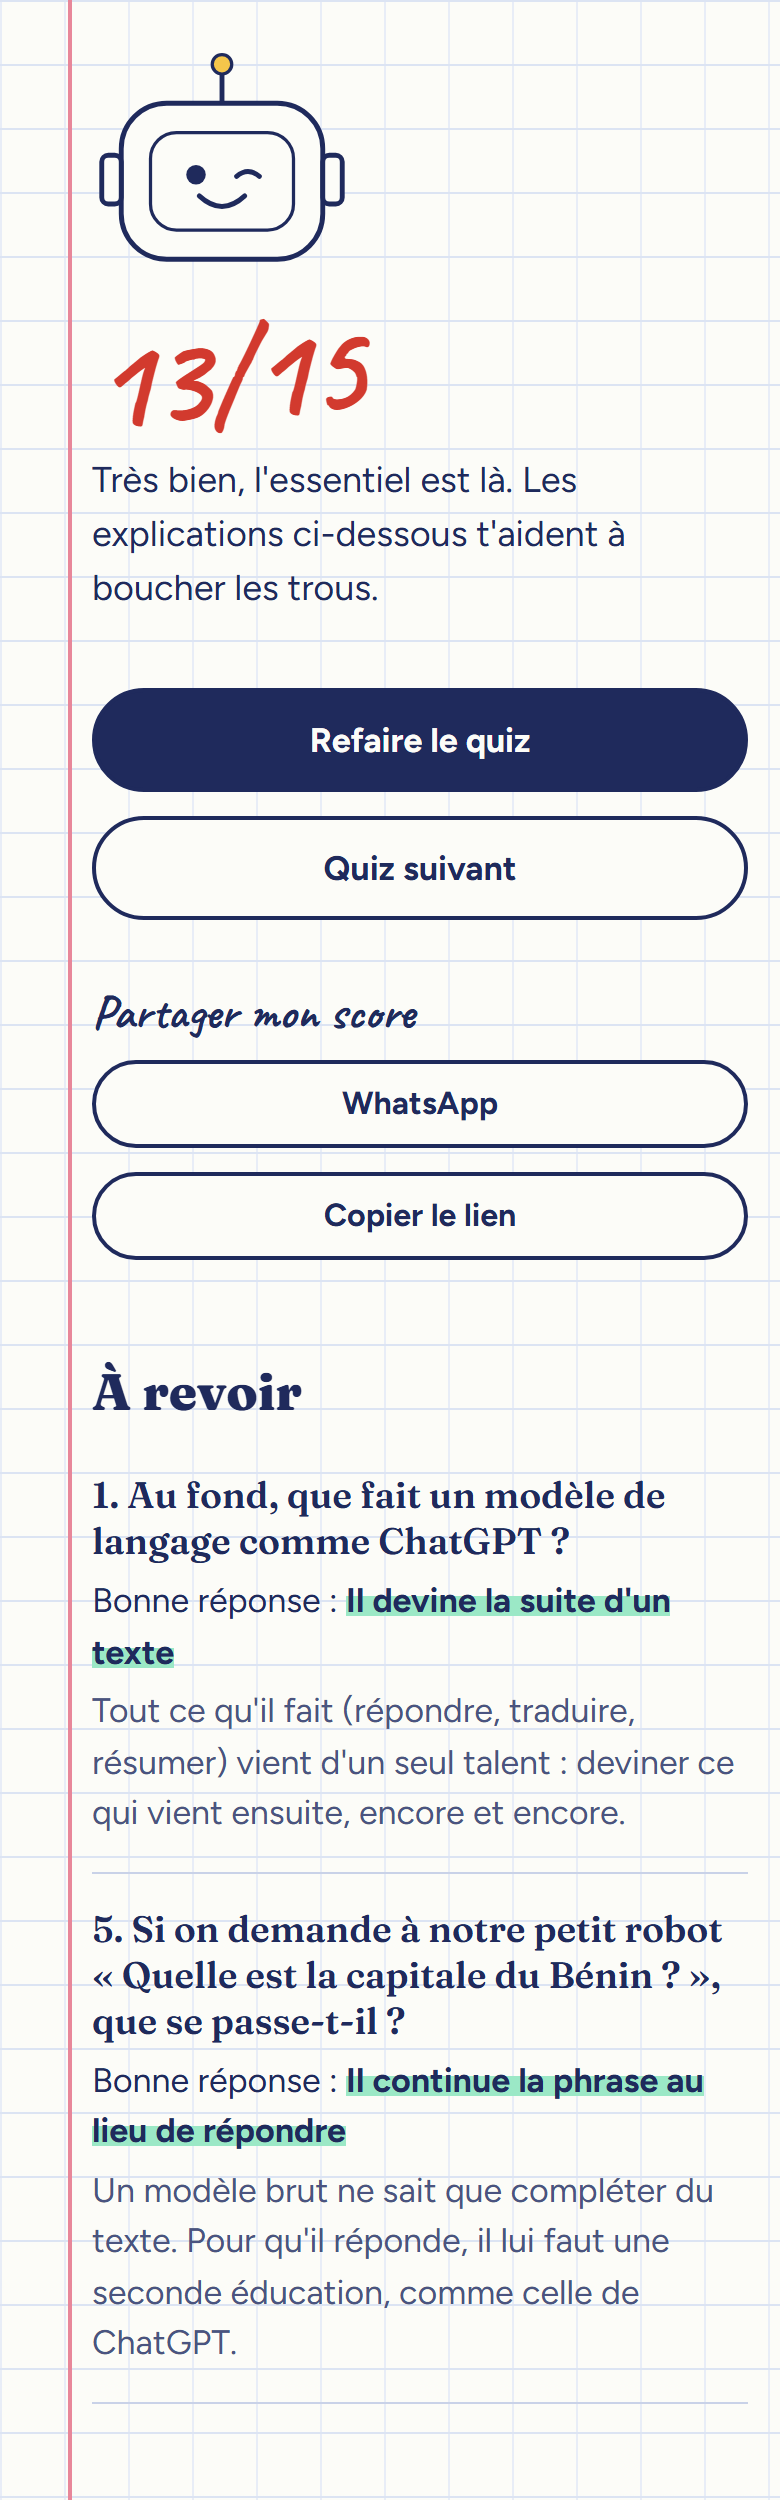 13/15
Très bien, l'essentiel est là. Les
explications ci-dessous t'aident à
boucher les trous.
Refaire le quiz
Quiz suivant
Partager mon score
WhatsApp
Copier le lien
À revoir
1. Au fond, que fait un modèle de
langage comme ChatGPT ?
Bonne réponse : Il devine la suite d'un
texte
Tout ce qu'il fait (répondre, traduire,
résumer) vient d'un seul talent : deviner ce
qui vient ensuite, encore et encore.
5. Si on demande à notre petit robot
« Quelle est la capitale du Bénin ? »,
que se passe-t-il ?
Bonne réponse : Il continue la phrase au
lieu de répondre
Un modèle brut ne sait que compléter du
texte. Pour qu'il réponde, il lui faut une
seconde éducation, comme celle de
ChatGPT.